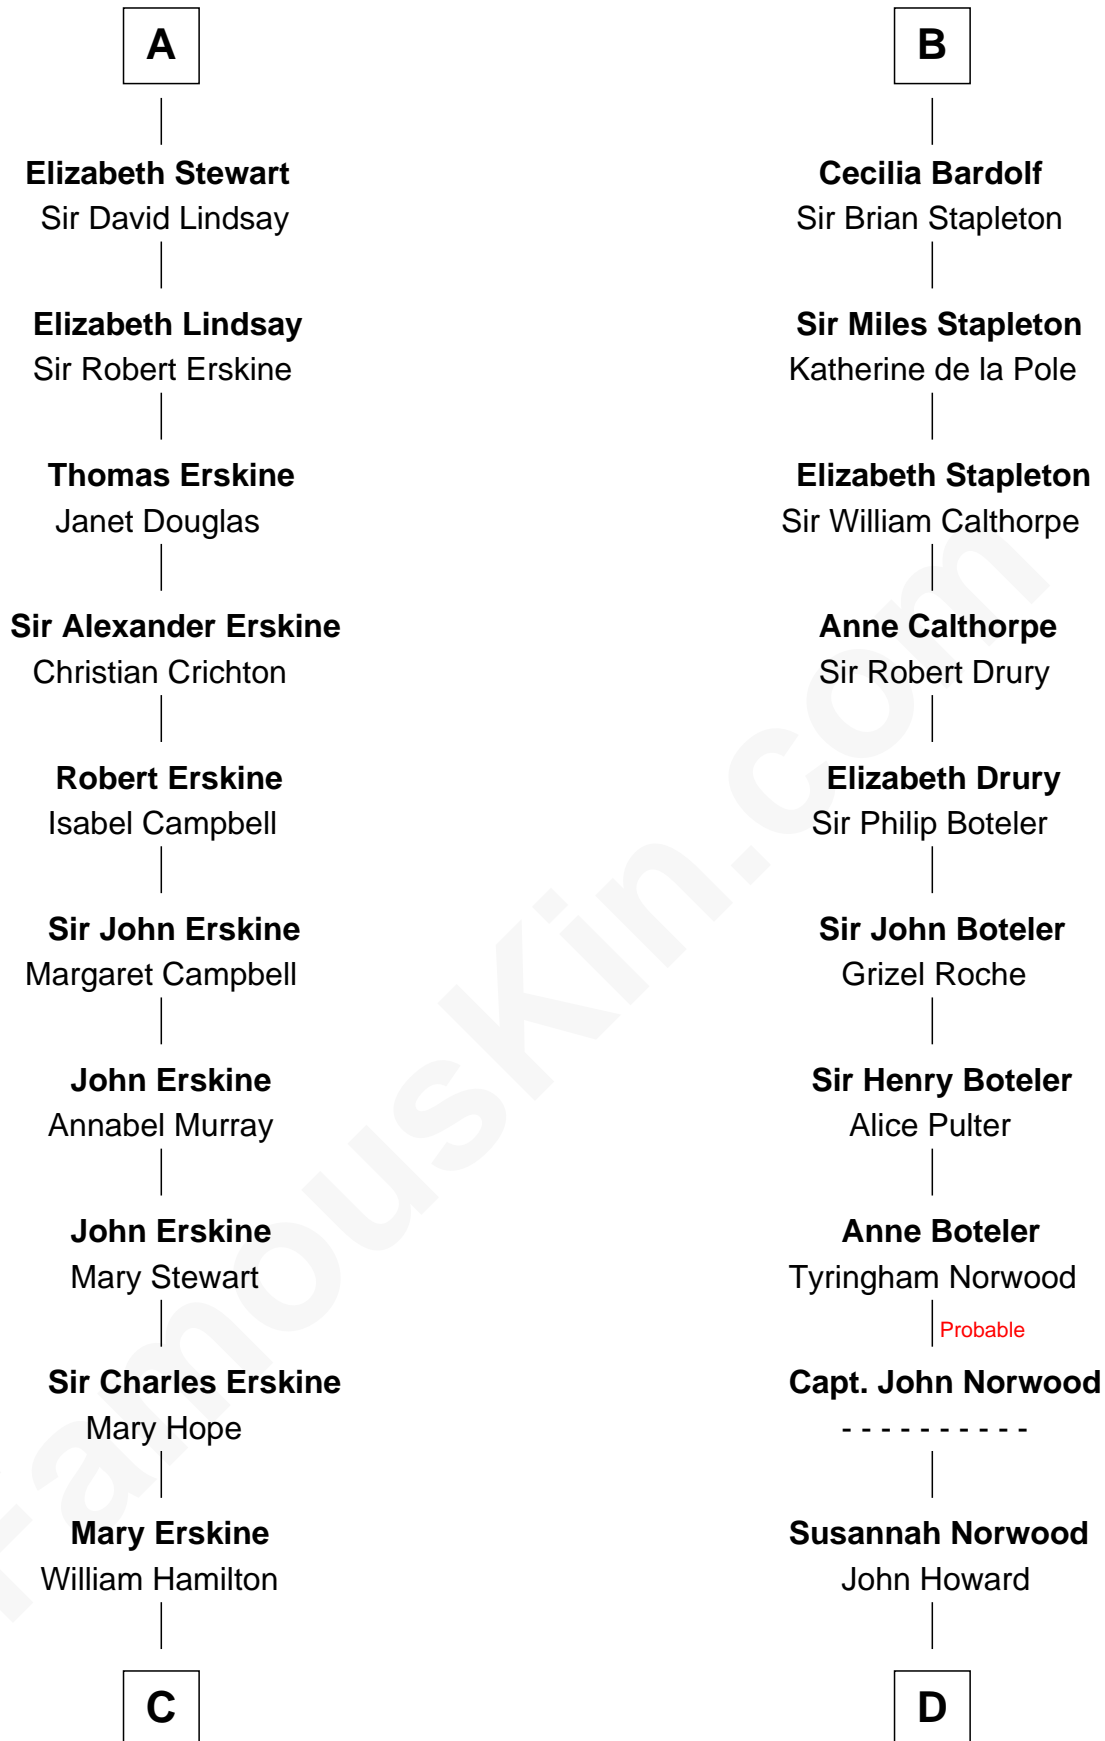 A
Elizabeth Stewart
Sir David Lindsay
Elizabeth Lindsay
Sir Robert Erskine
Thomas Erskine
Janet Douglas
Sir Alexander Erskine
Christian Crichton
Robert Erskine
Isabel Campbell
Sir John Erskine
Margaret Campbell
John Erskine
Annabel Murray
John Erskine
Mary Stewart
Sir Charles Erskine
Mary Hope
Mary Erskine
William Hamilton
C
B
Cecilia Bardolf
Sir Brian Stapleton
Sir Miles Stapleton
Katherine de la Pole
Elizabeth Stapleton
Sir William Calthorpe
Anne Calthorpe
Sir Robert Drury
Elizabeth Drury
Sir Philip Boteler
Sir John Boteler
Grizel Roche
Sir Henry Boteler
Alice Pulter
Anne Boteler
Tyringham Norwood
Probable
Capt. John Norwood
- - - - - - - - - -
Susannah Norwood
John Howard
D
FamousKin.com